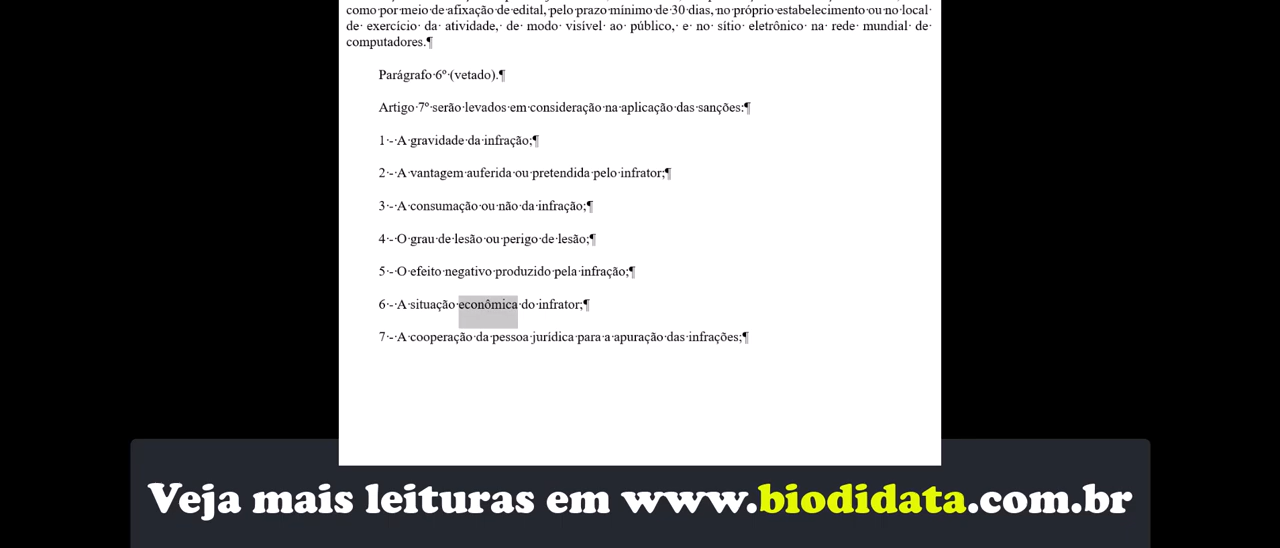 como por meio de afixação de edital, pelo prazo mínimo de 30 dias, no próprio estabelecimento ou no local
de exercício da atividade, de modo visível ao público, e no sítio eletrônico na rede mundial de
computadores.¶
Parágrafo 6º (vetado).¶
Artigo 7º serão levados em consideração na aplicação das sanções:¶
1 - A gravidade da infração;¶
2 - A vantagem auferida ou pretendida pelo infrator;¶
3 - A consumação ou não da infração;¶
4 - O grau de lesão ou perigo de lesão;¶
5 - O efeito negativo produzido pela infração;¶
6 - A situação econômica do infrator;¶
7 - A cooperação da pessoa jurídica para a apuração das infrações;¶
Veja mais leituras em www.biodidata.com.br